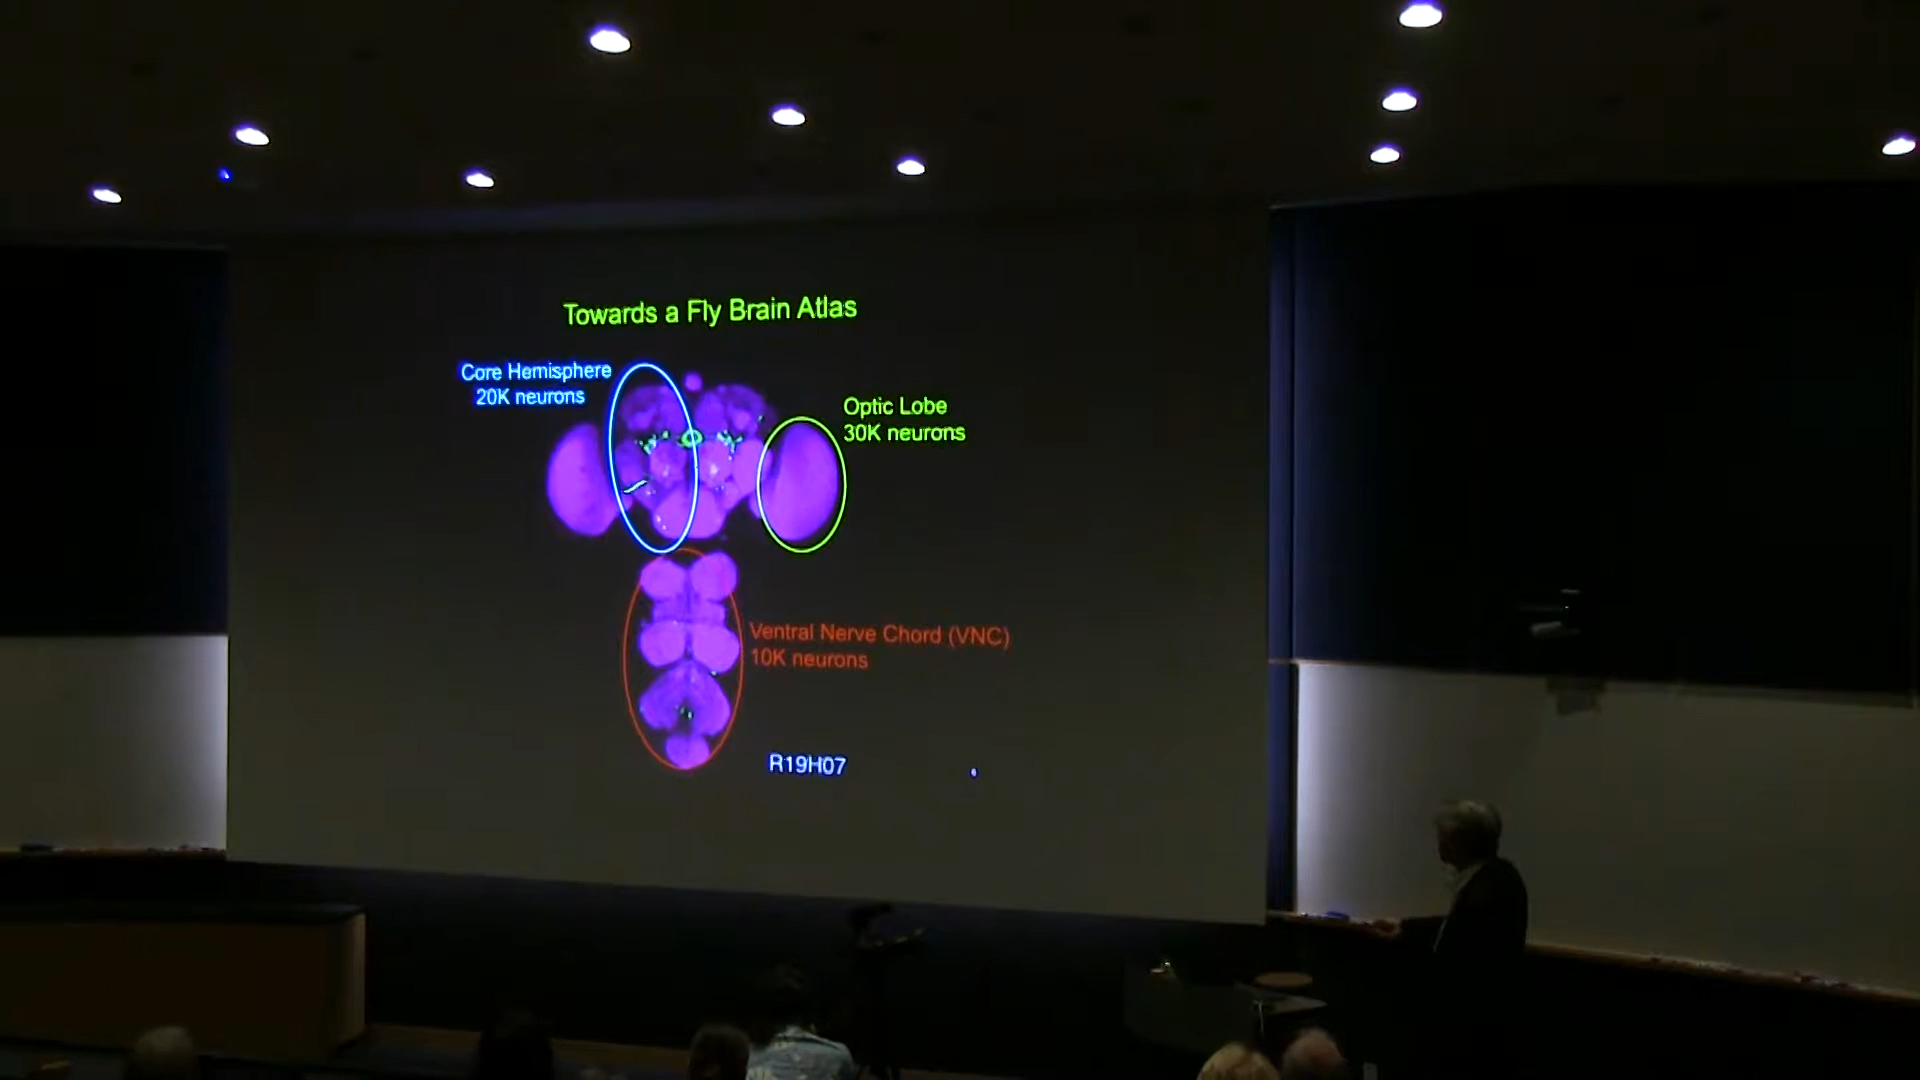 Towards a Fly Brain Atlas
Core Hemisphere
20K neurons
Optic Lobe
30K neurons
Ventral Nerve Chord (VNC)
10K neurons
R19H07